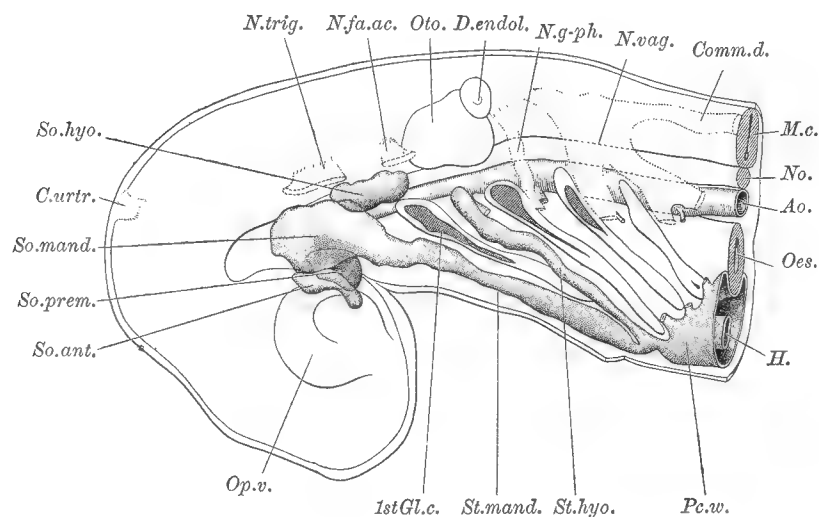 N.trig. N.fa.ac. Oto. D.endol. N.g-ph. N.vag. Comm.d.
So.hyo.
M.c.
C.urtr.
No.
Ao.
So.mand.
Oes.
So.prem.
So.ant.
H.
Op.v.
1stGl.c. St.mand. St.hyo. Pc.w.